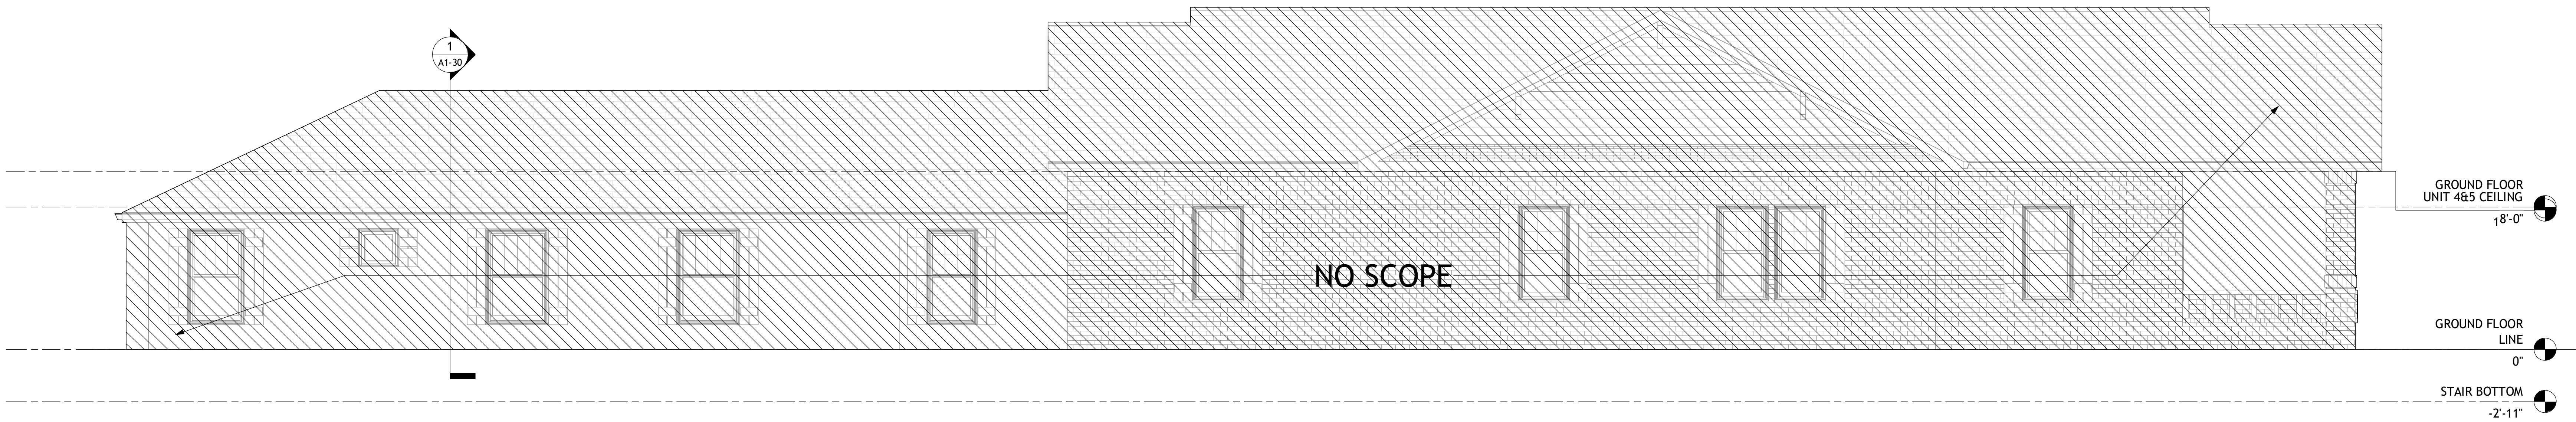 1
A1-30
NO SCOPE
GROUND FLOOR
UNIT 4&5 CEILING
8'-0"
GROUND FLOOR
LINE
0"
STAIR BOTTOM
-2'-11"